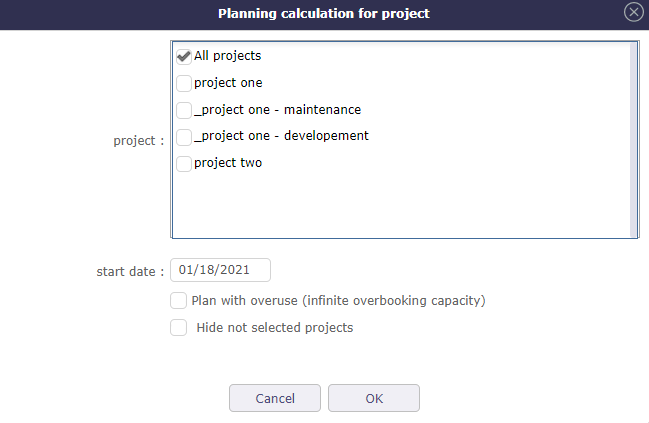 Planning calculation for project
All projects
project one
_project one - maintenance
project :
_project one - developement
project two
start date : 01/18/2021
Plan with overuse (infinite overbooking capacity)
Hide not selected projects
Cancel OK